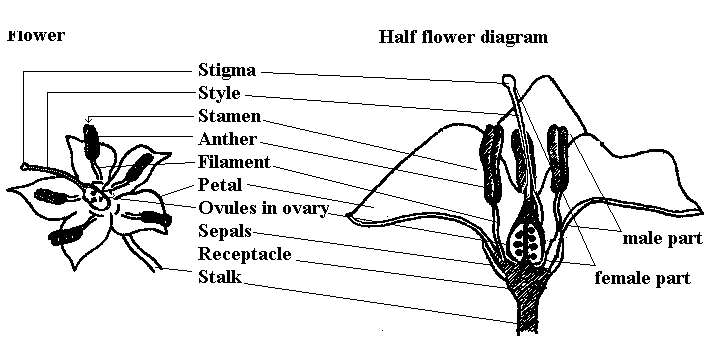 Flower
Half flower diagram
Stigma
Style
Stamen
Anther
Filament
Petal
Ovules in ovary
Sepals
Receptacle
Stalk
male part
female part